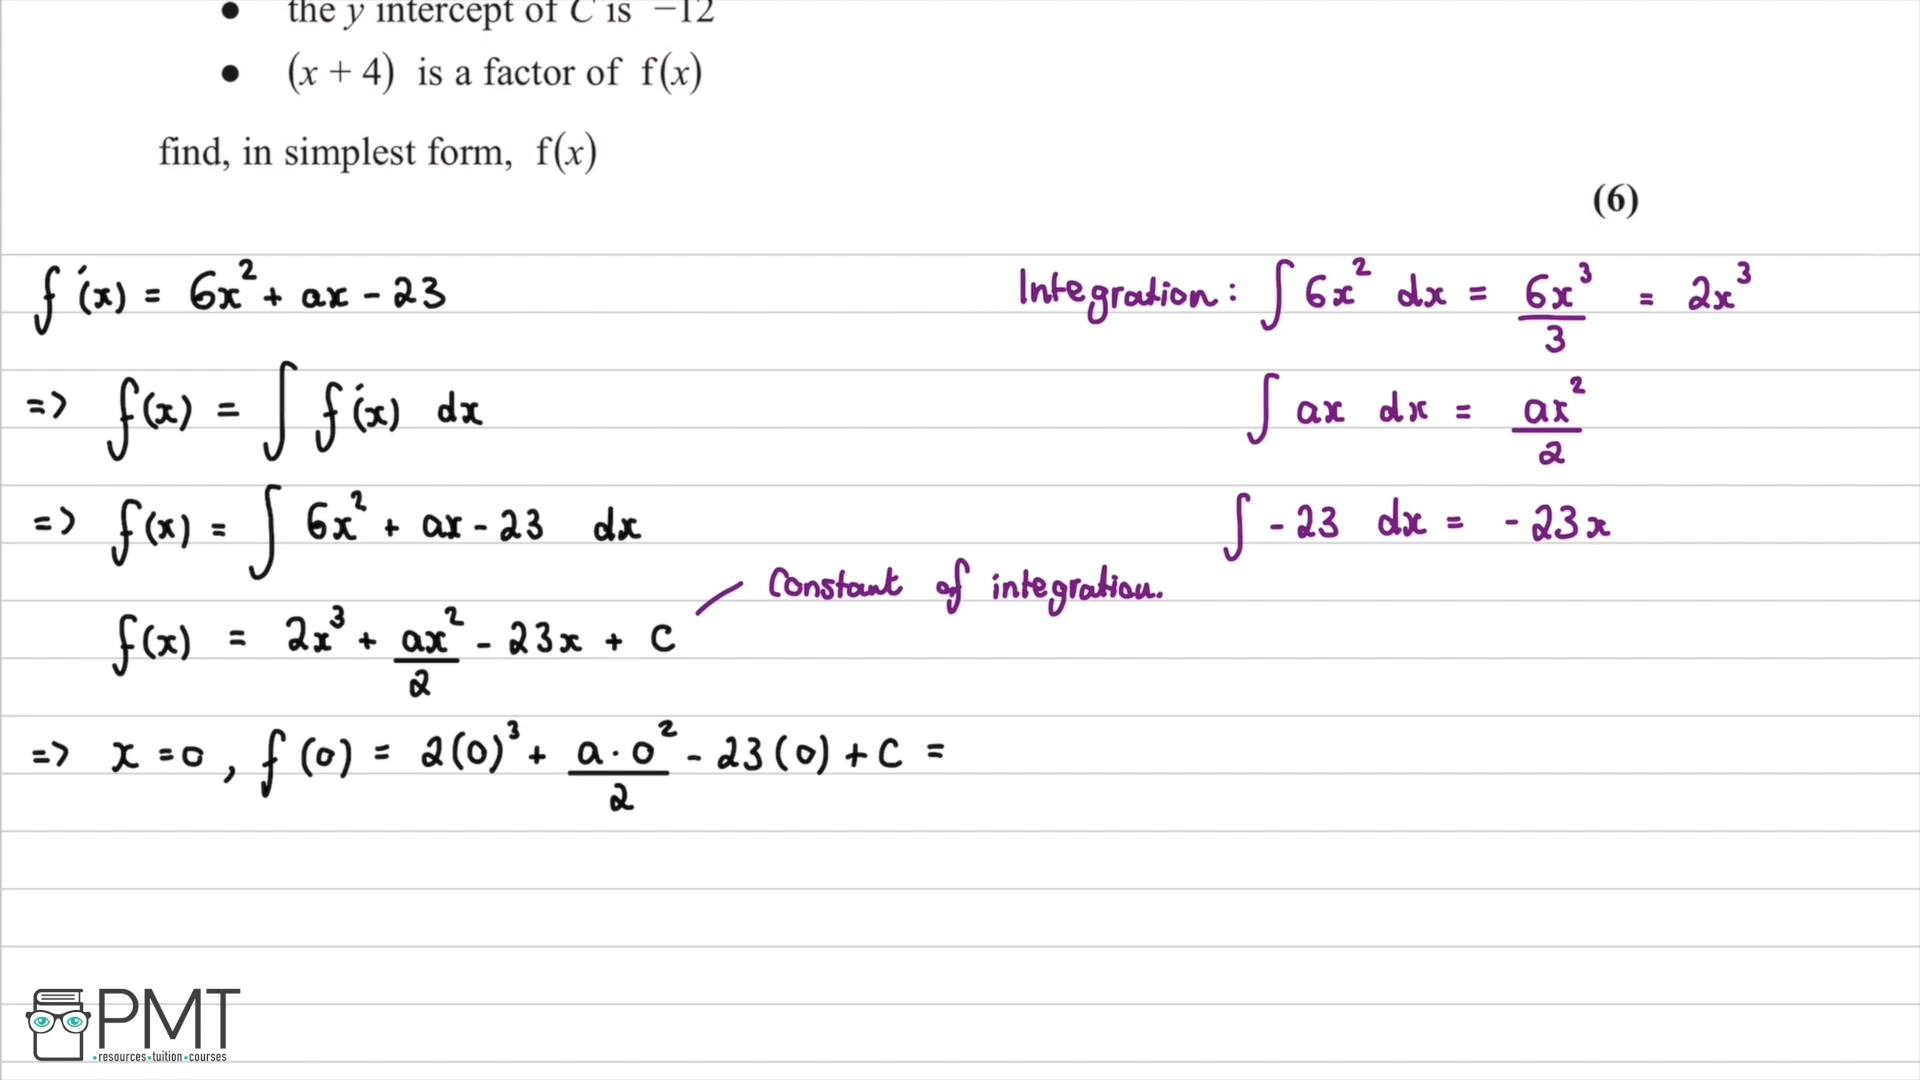 • the y intercept of C is −12
• (x + 4) is a factor of f(x)
find, in simplest form, f(x)
(6)
f'(x) = 6x² + ax - 23
Integration: ∫ 6x² dx = 6x³/3 = 2x³
=> f(x) = ∫ f'(x) dx
∫ ax dx = ax²/2
=> f(x) = ∫ 6x² + ax - 23 dx
∫ -23 dx = -23x
Constant of integration.
f(x) = 2x³ + ax²/2 - 23x + C
=> x = 0, f(0) = 2(0)³ + a·0²/2 - 23(0) + C =
PMT
•resources•tuition•courses